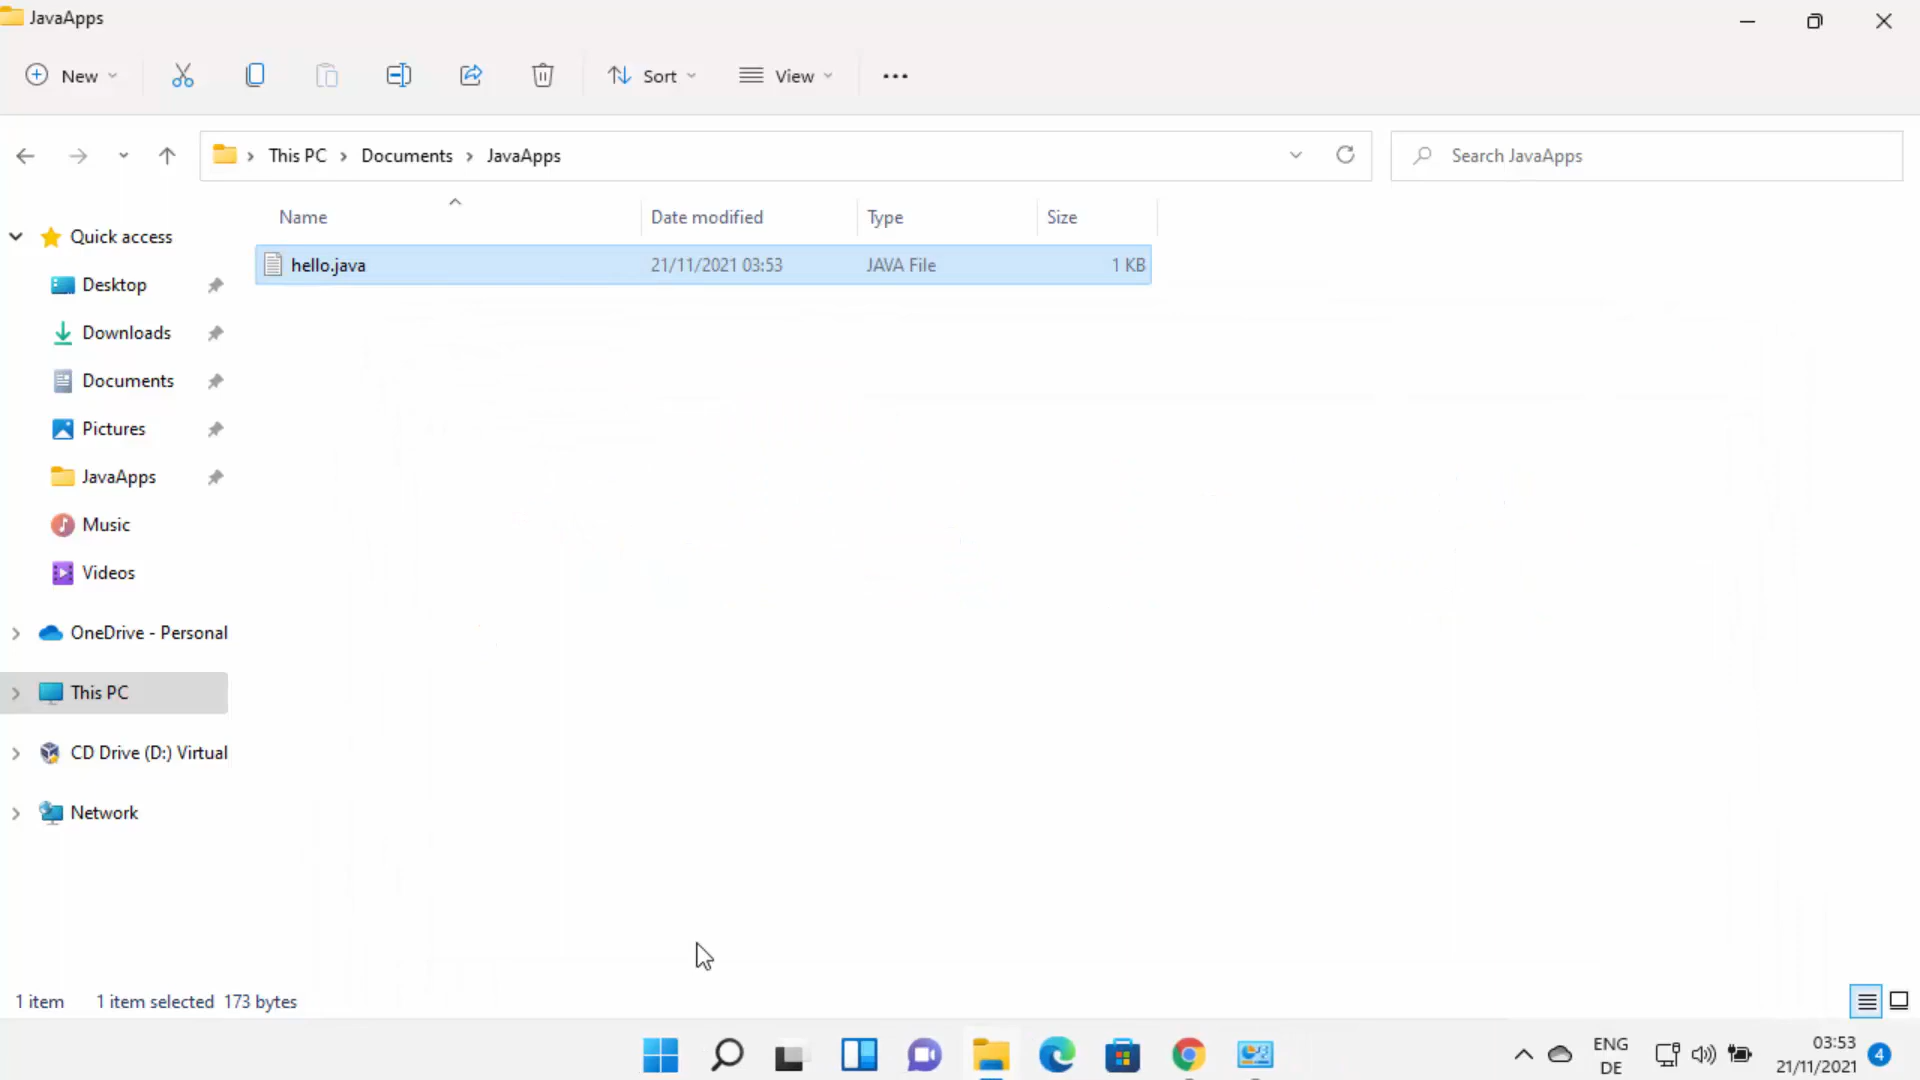 JavaApps
New
Sort
View
This PC
Documents
JavaApps
Search JavaApps
Name
Date modified
Type
Size
hello.java
21/11/2021 03:53
JAVA File
1 KB
Quick access
Desktop
Downloads
Documents
Pictures
JavaApps
Music
Videos
OneDrive - Personal
This PC
CD Drive (D:) Virtual
Network
1 item
1 item selected 173 bytes
ENG
DE
03:53
21/11/2021
4